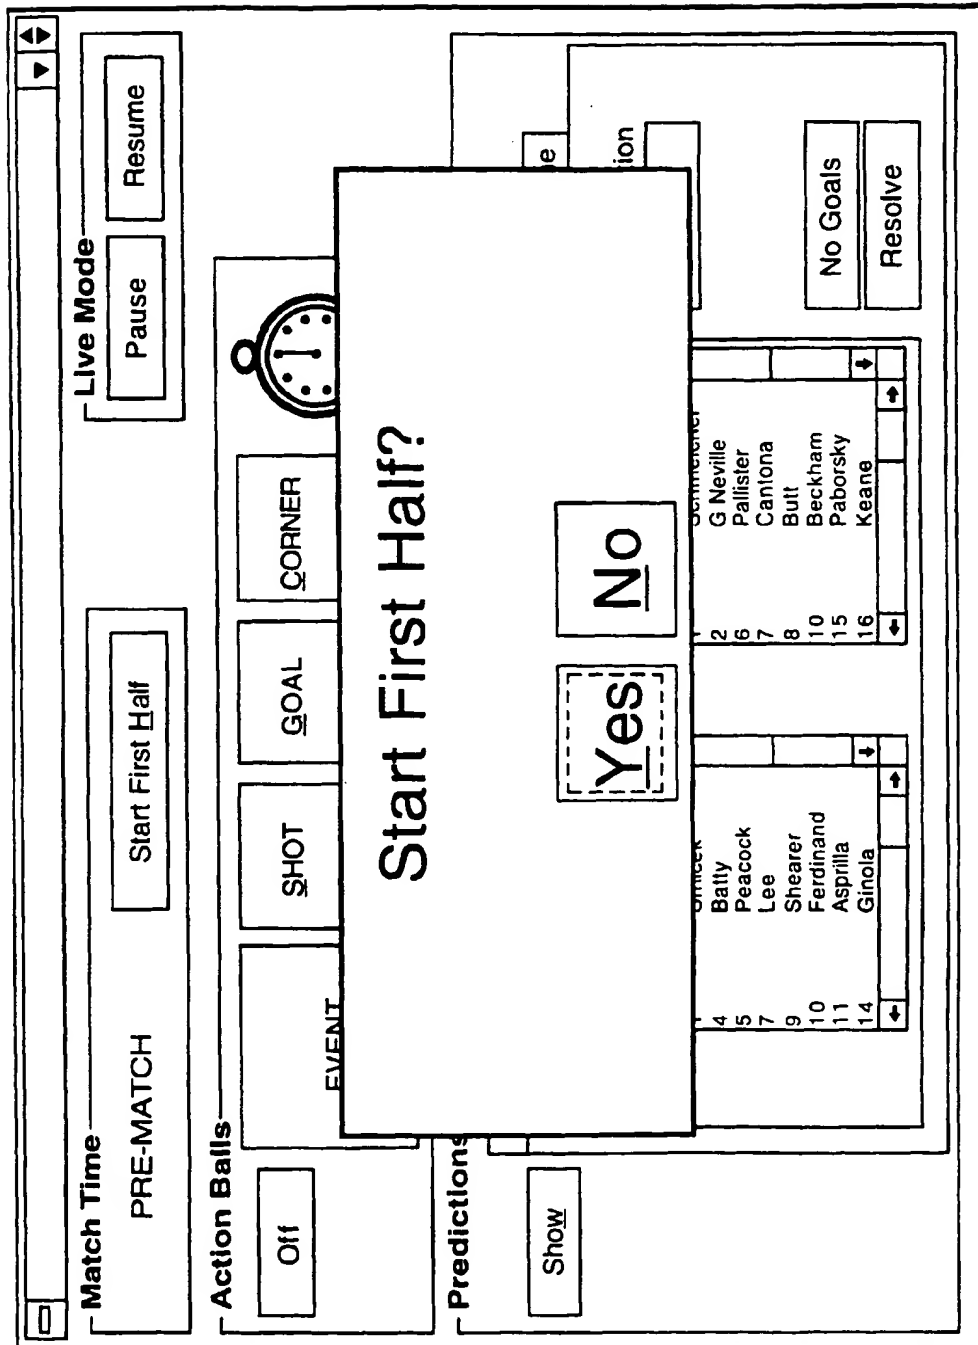 Match Time
Live Mode
PRE-MATCH
Start First Half
Pause
Resume
Action Balls
Off
EVENT
SHOT
GOAL
CORNER
Start First Half?
Yes
No
Predictions
Show
4 Batty
5 Peacock
7 Lee
9 Shearer
10 Ferdinand
11 Asprilla
14 Ginola
2 G Neville
6 Pallister
7 Cantona
8 Butt
10 Beckham
15 Paborsky
16 Keane
No Goals
Resolve